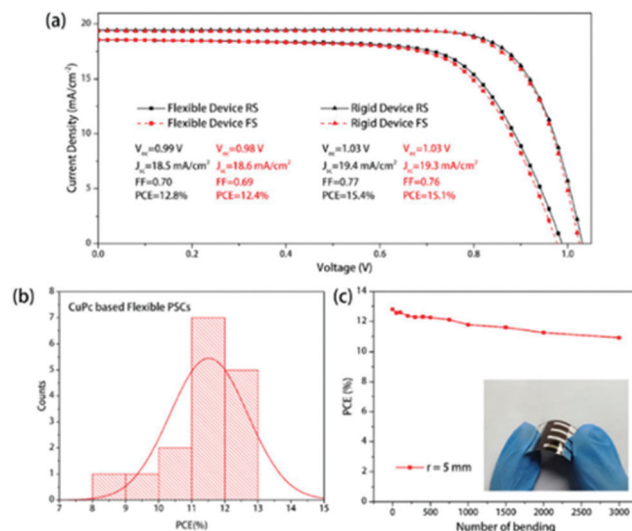 (a)
20
15
10
5
0
Current Density (mA/cm⁻²)
Flexible Device RS
Flexible Device FS
Rigid Device RS
Rigid Device FS
Voc=0.99 V
Jsc=18.5 mA/cm²
FF=0.70
PCE=12.8%
Voc=0.98 V
Jsc=18.6 mA/cm²
FF=0.69
PCE=12.4%
Voc=1.03 V
Jsc=19.4 mA/cm²
FF=0.77
PCE=15.4%
Voc=1.03 V
Jsc=19.3 mA/cm²
FF=0.76
PCE=15.1%
0.0 0.2 0.4 0.6 0.8 1.0
Voltage (V)
(b)
CuPc based Flexible PSCs
8
7
6
5
4
3
2
1
0
Counts
7 8 9 10 11 12 13 14 15
PCE(%)
(c)
14
12
10
8
6
4
2
0
PCE (%)
r = 5 mm
0 500 1000 1500 2000 2500 3000
Number of bending